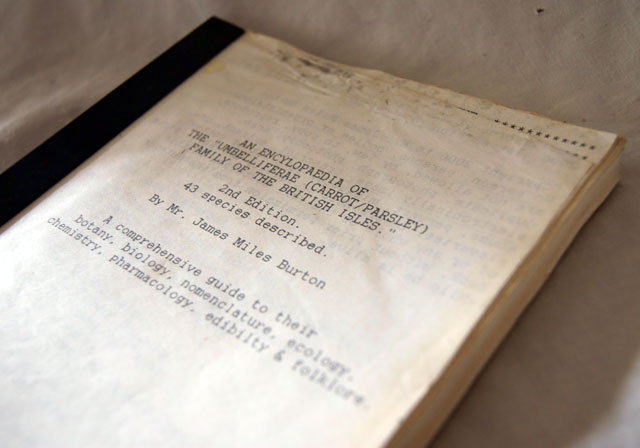 AN ENCYLOPAEDIA OF
THE "UMBELLIFERAE (CARROT/PARSLEY)
FAMILY OF THE BRITISH ISLES."
2nd Edition.
43 species described.
By Mr. James Miles Burton
A comprehensive guide to their
botany, biology, nomenclature, ecology,
chemistry, pharmacology, edibilty & folklore.